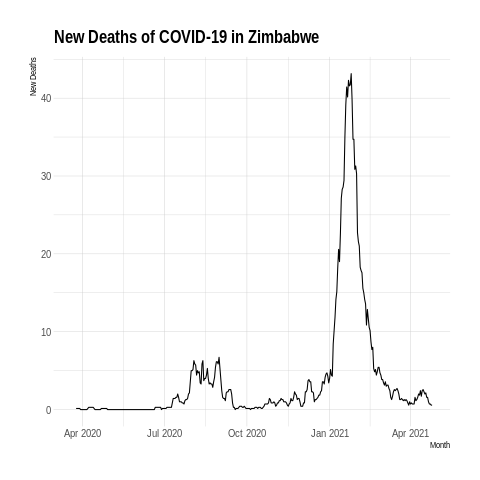 New Deaths of COVID-19 in Zimbabwe
New Deaths
40
30
20
10
0
Apr 2020 Jul 2020 Oct 2020 Jan 2021 Apr 2021
Month